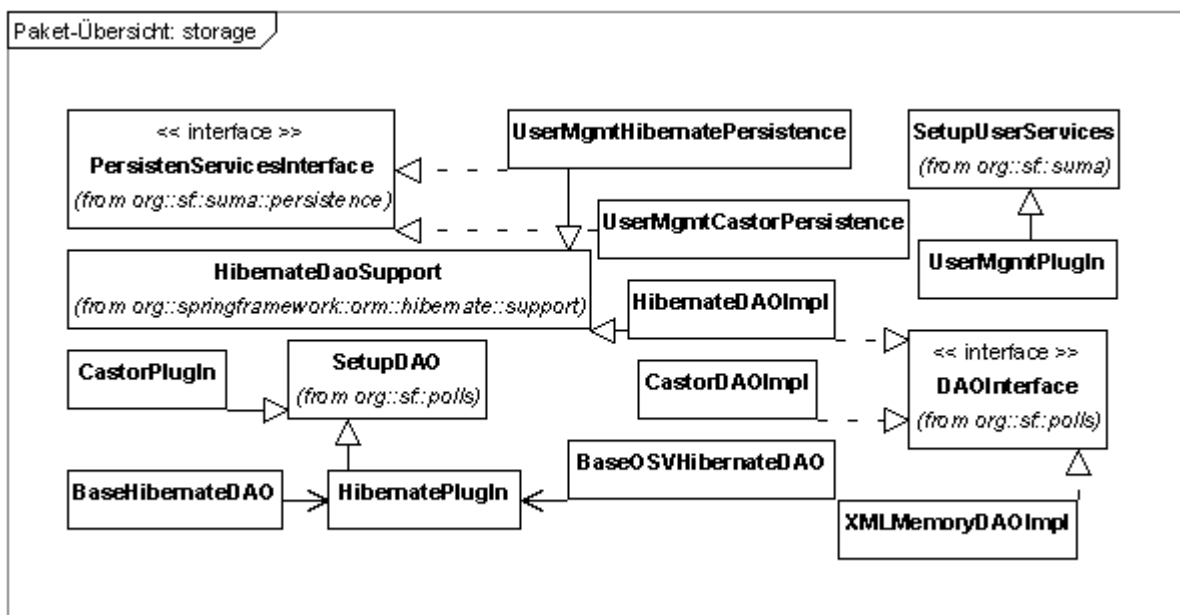 Paket-Übersicht: storage
<< interface >>
PersistenServicesInterface
(from org::sf::suma::persistence)
UserMgmtHibernatePersistence
SetupUserServices
(from org::sf::suma)
UserMgmtCastorPersistence
UserMgmtPlugIn
HibernateDaoSupport
(from org::springframework::orm::hibernate::support)
HibernateDAOImpl
<< interface >>
DAOInterface
(from org::sf::polls)
CastorPlugIn
SetupDAO
(from org::sf::polls)
CastorDAOImpl
BaseHibernateDAO
HibernatePlugIn
BaseOSVHibernateDAO
XMLMemoryDAOImpl